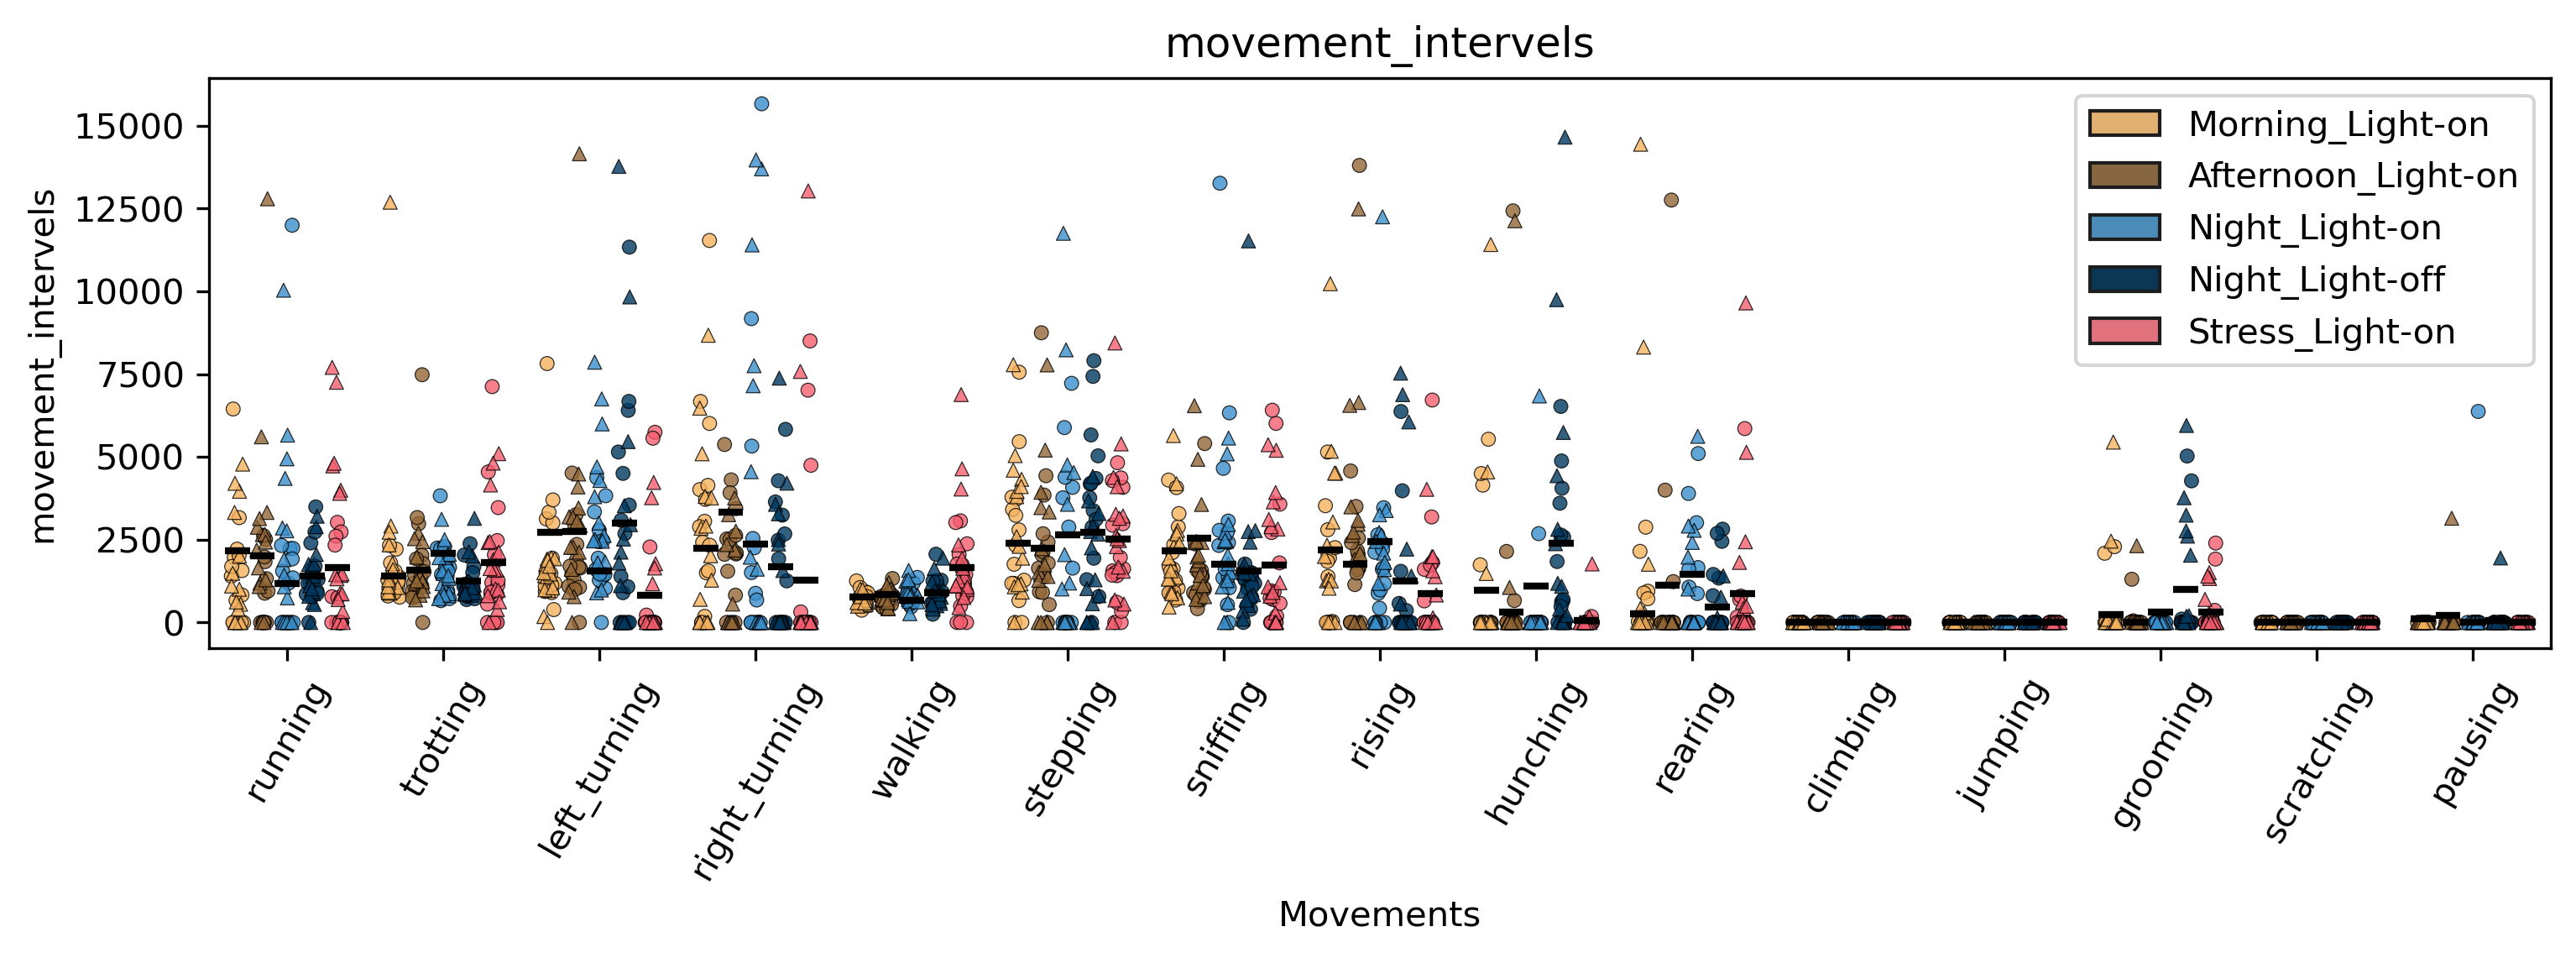 movement_intervels
movement_intervels
15000
12500
10000
7500
5000
2500
0
Morning_Light-on
Afternoon_Light-on
Night_Light-on
Night_Light-off
Stress_Light-on
running
trotting
left_turning
right_turning
walking
stepping
sniffing
rising
hunching
rearing
climbing
jumping
grooming
scratching
pausing
Movements